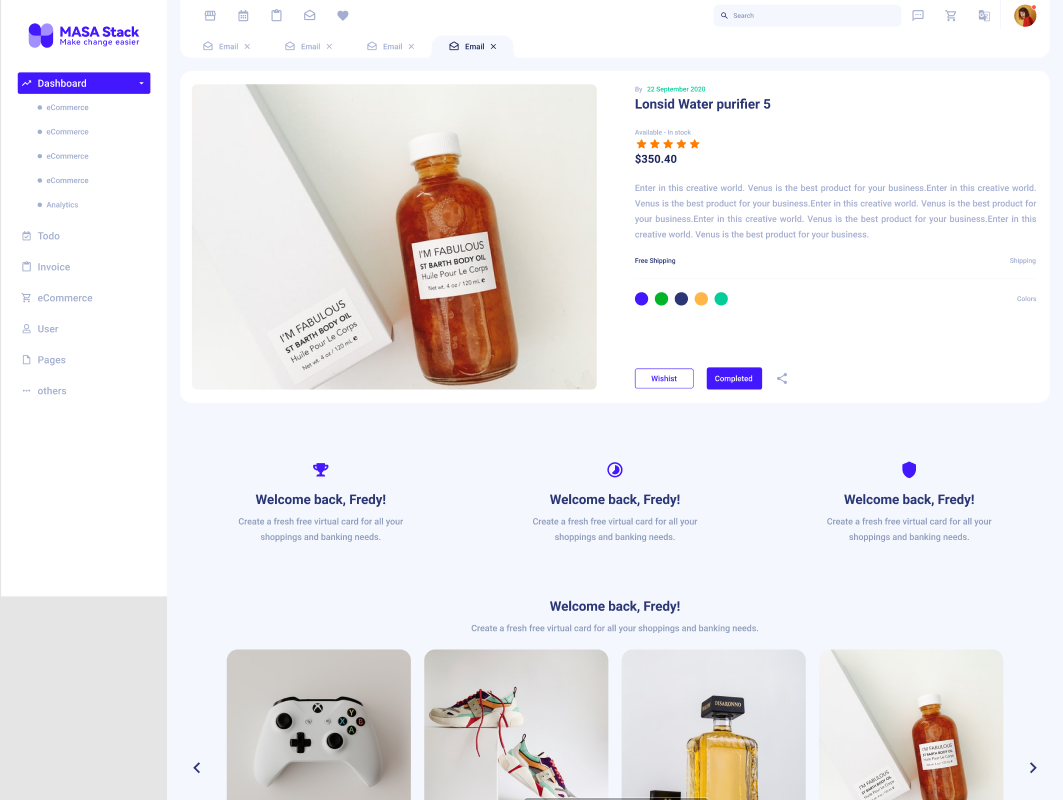 MASA Stack
Make change easier
Dashboard
eCommerce
eCommerce
eCommerce
eCommerce
Analytics
Todo
Invoice
eCommerce
User
Pages
others
Search
Email
Email
Email
Email
I'M FABULOUS
ST BARTH BODY OIL
Huile Pour Le Corps
Net wt. 4 oz / 120 mL e
I'M FABULOUS
ST BARTH BODY OIL
Huile Pour Le Corps
Net wt. 4 oz / 120 mL e
By 22 September 2020
Lonsid Water purifier 5
Available - In stock
$350.40
Enter in this creative world. Venus is the best product for your business.Enter in this creative world.
Venus is the best product for your business.Enter in this creative world. Venus is the best product for
your business.Enter in this creative world. Venus is the best product for your business.Enter in this
creative world. Venus is the best product for your business.
Free Shipping
Shipping
Colors
Wishist
Completed
Welcome back, Fredy!
Create a fresh free virtual card for all your
shoppings and banking needs.
Welcome back, Fredy!
Create a fresh free virtual card for all your
shoppings and banking needs.
Welcome back, Fredy!
Create a fresh free virtual card for all your
shoppings and banking needs.
Welcome back, Fredy!
Create a fresh free virtual card for all your shoppings and banking needs.
Y
X
B
A
DISARONNO
I'M FABULOUS
ST BARTH BODY OIL
Huile Pour Le Corps
I'M FABULOUS